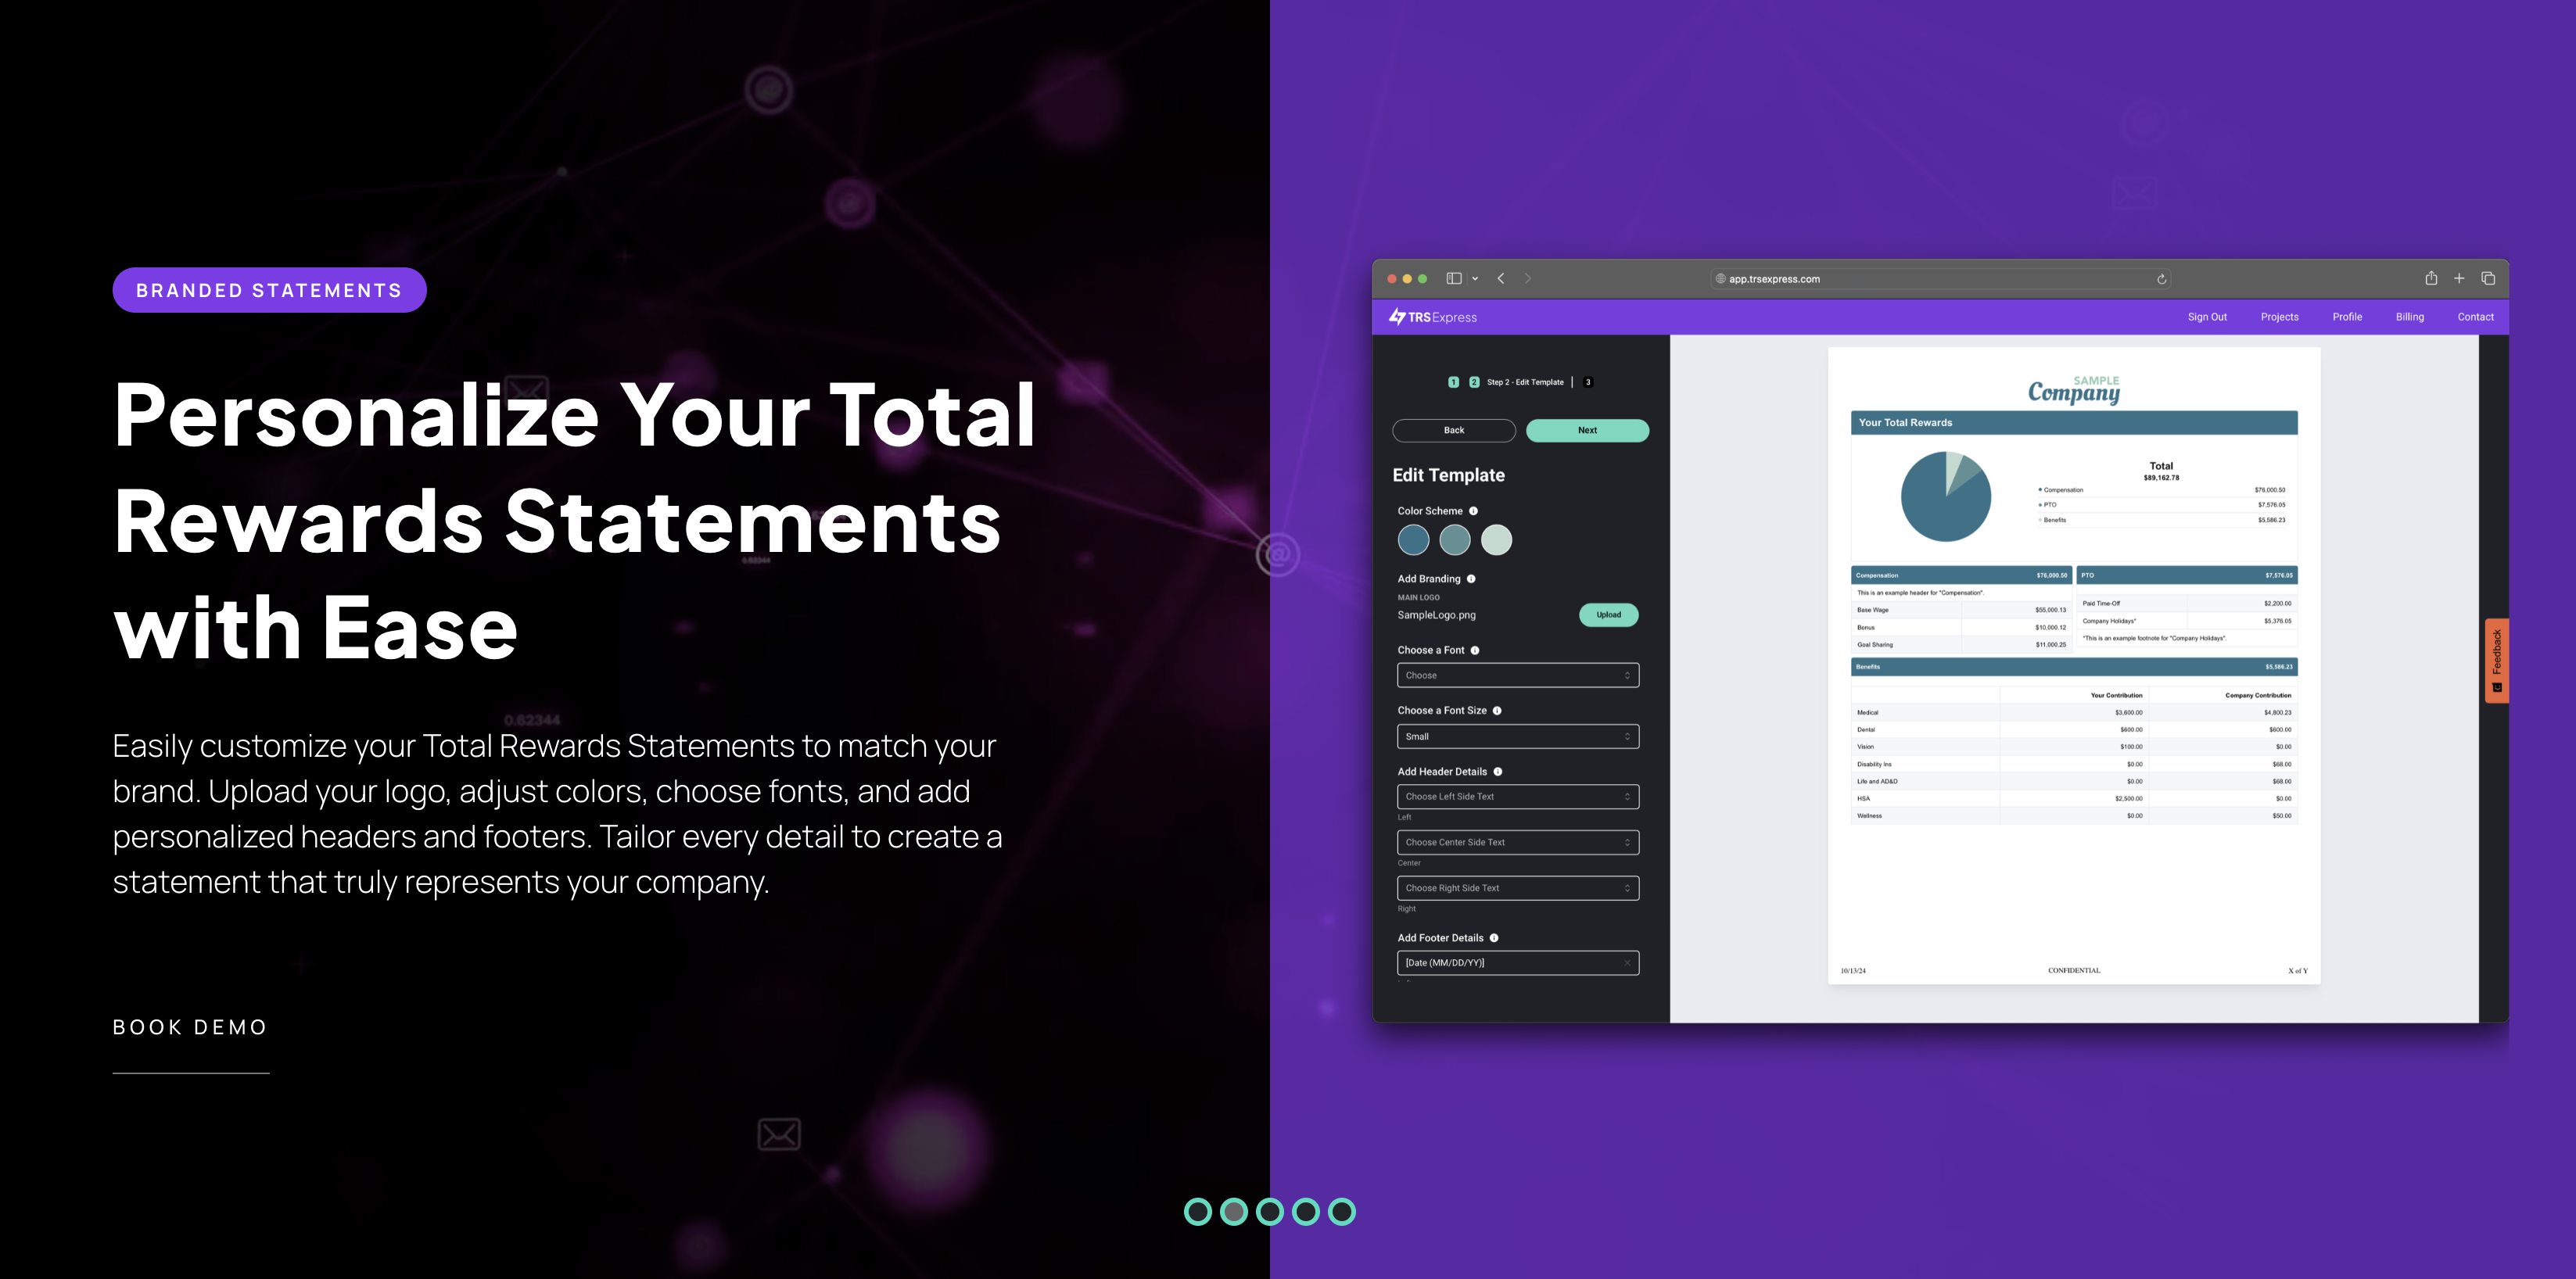 BRANDED STATEMENTS
Personalize Your Total
Rewards Statements
with Ease
Easily customize your Total Rewards Statements to match your
brand. Upload your logo, adjust colors, choose fonts, and add
personalized headers and footers. Tailor every detail to create a
statement that truly represents your company.
BOOK DEMO
0.62344
0.62344
app.trsexpress.com
TRSExpress
Sign Out Projects Profile Billing Contact
1 2 Step 2 - Edit Template 3
Back Next
Edit Template
Color Scheme
Add Branding
MAIN LOGO
SampleLogo.png Upload
Choose a Font
Choose
Choose a Font Size
Small
Add Header Details
Choose Left Side Text
Left
Choose Center Side Text
Center
Choose Right Side Text
Right
Add Footer Details
[Date (MM/DD/YY)]
SAMPLE
Company
Your Total Rewards
Total
$89,162.78
Compensation $76,000.50
PTO $7,576.05
Benefits $5,586.23
Compensation $76,000.50
This is an example header for "Compensation".
Base Wage $55,000.13
Bonus $10,000.12
Goal Sharing $11,000.25
PTO $7,576.05
Paid Time-Off $2,200.00
Company Holidays* $5,376.05
*This is an example footnote for "Company Holidays".
Benefits $5,586.23
Your Contribution Company Contribution
Medical $3,600.00 $4,800.23
Dental $600.00 $600.00
Vision $100.00 $0.00
Disability Ins $0.00 $68.00
Life and AD&D $0.00 $68.00
HSA $2,500.00 $0.00
Wellness $0.00 $50.00
10/13/24 CONFIDENTIAL X of Y
Feedback